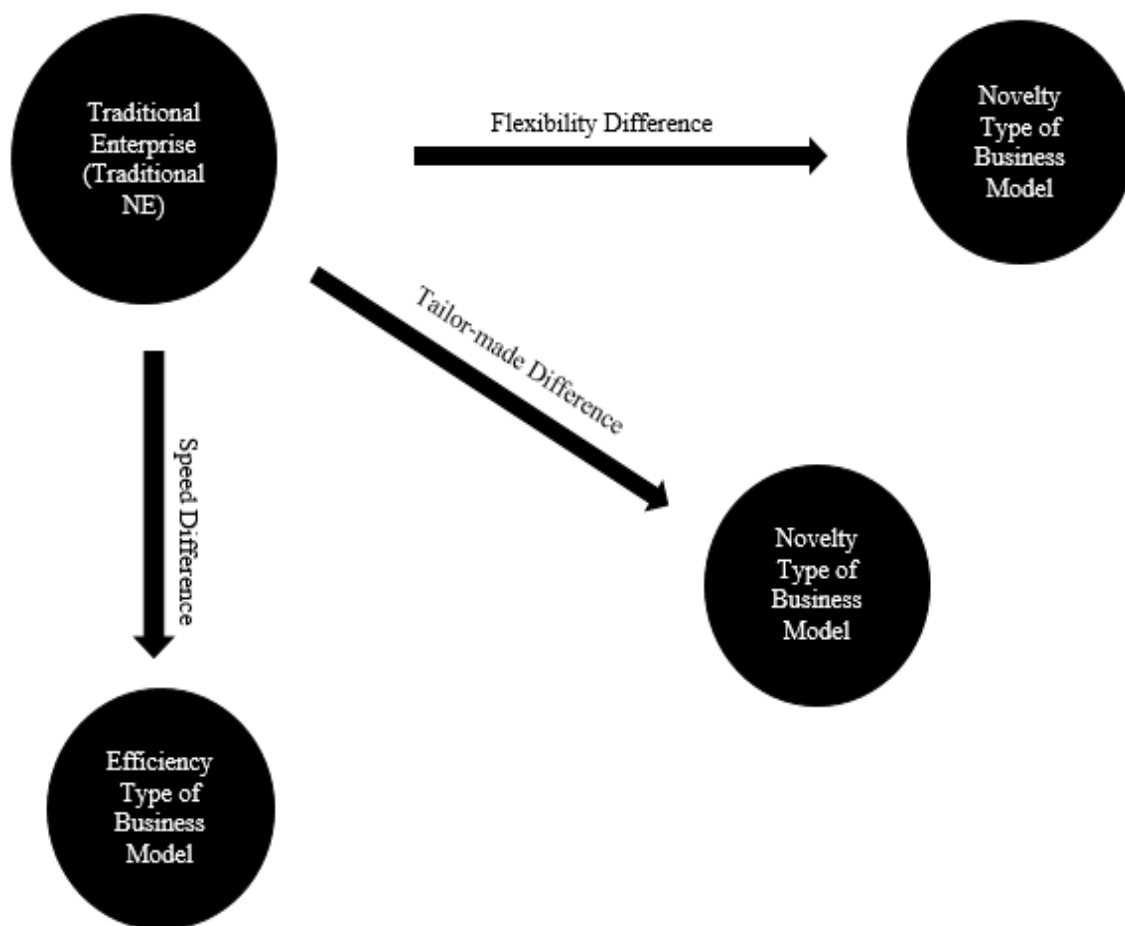 Traditional
Enterprise
(Traditional
NE)
Flexibility Difference
Novelty
Type of
Business
Model
Tailor-made Difference
Speed Difference
Novelty
Type of
Business
Model
Efficiency
Type of
Business
Model